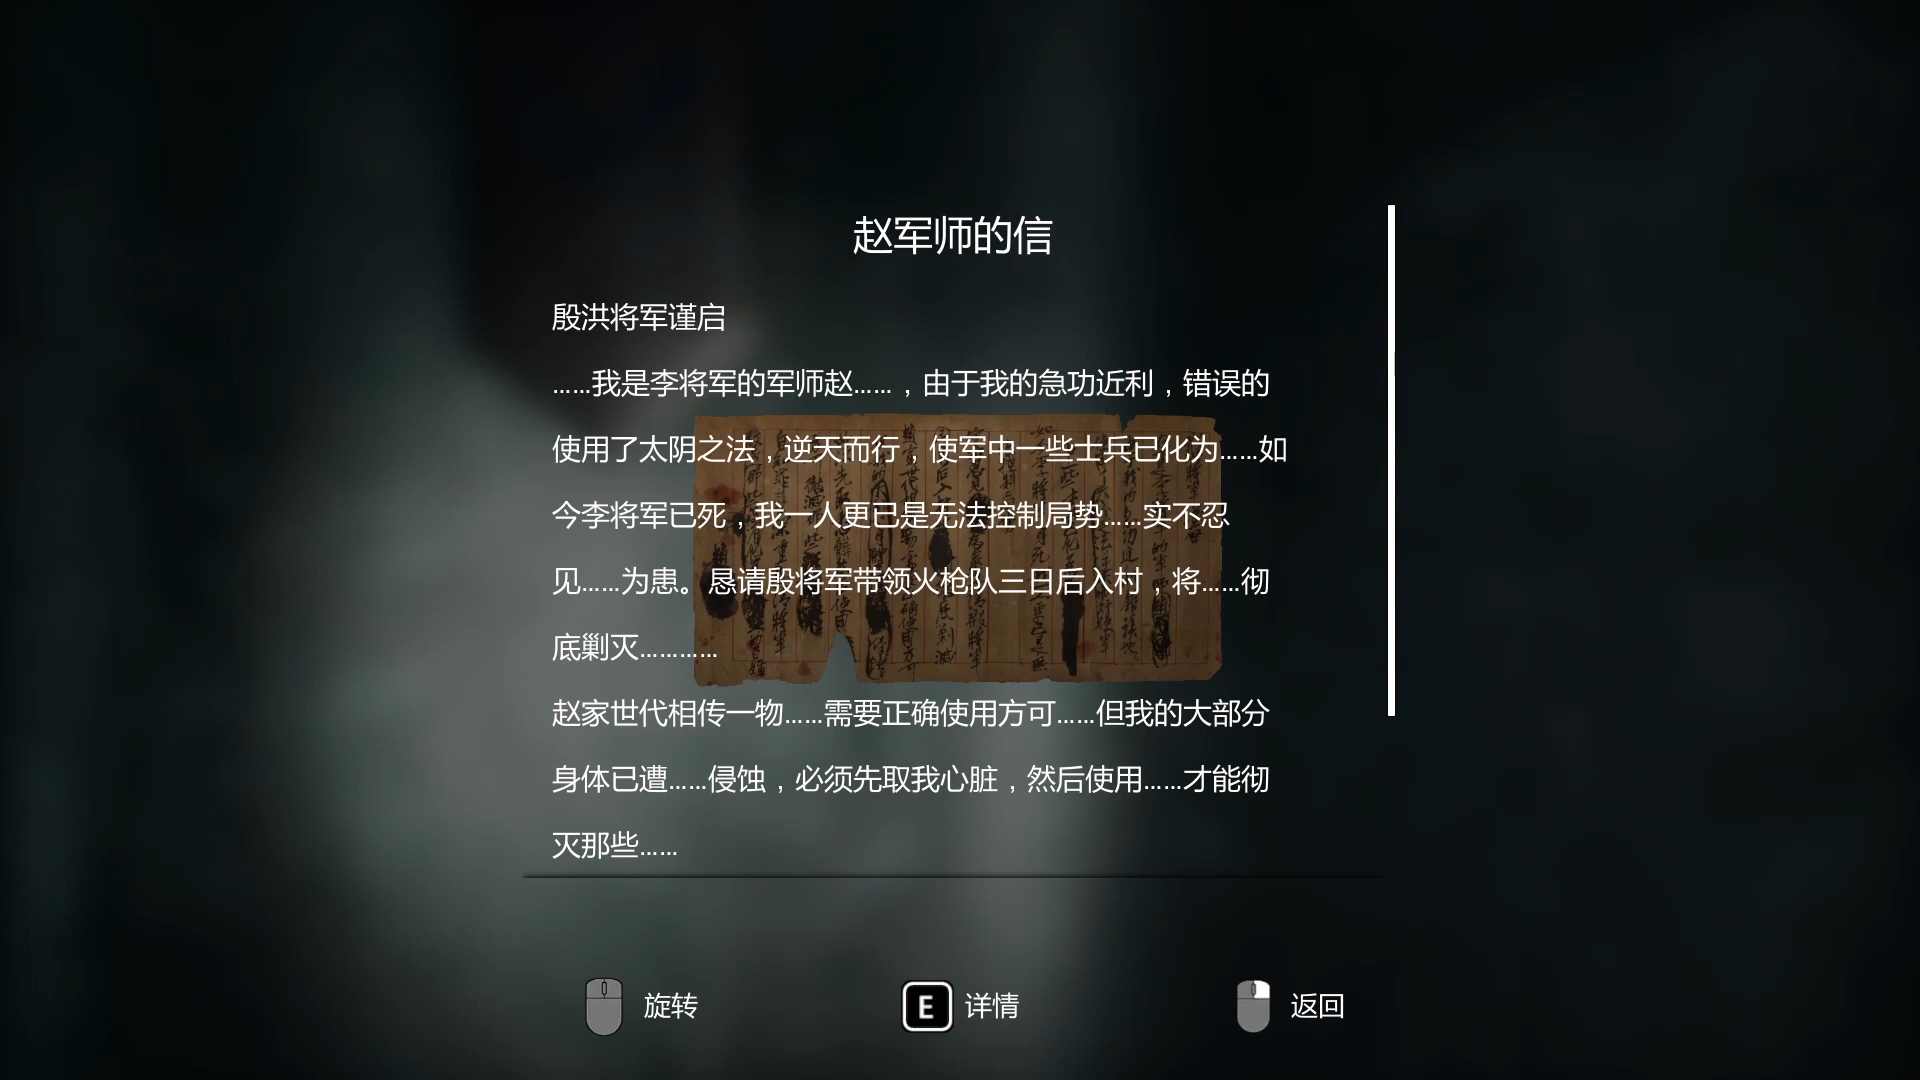 赵军师的信
殷洪将军谨启
……我是李将军的军师赵……，由于我的急功近利，错误的
使用了太阴之法，逆天而行，使军中一些士兵已化为……如
今李将军已死，我一人更已是无法控制局势……实不忍
见……为患。恳请殷将军带领火枪队三日后入村，将……彻
底剿灭…………
赵家世代相传一物……需要正确使用方可……但我的大部分
身体已遭……侵蚀，必须先取我心脏，然后使用……才能彻
灭那些……
旋转
E 详情
返回